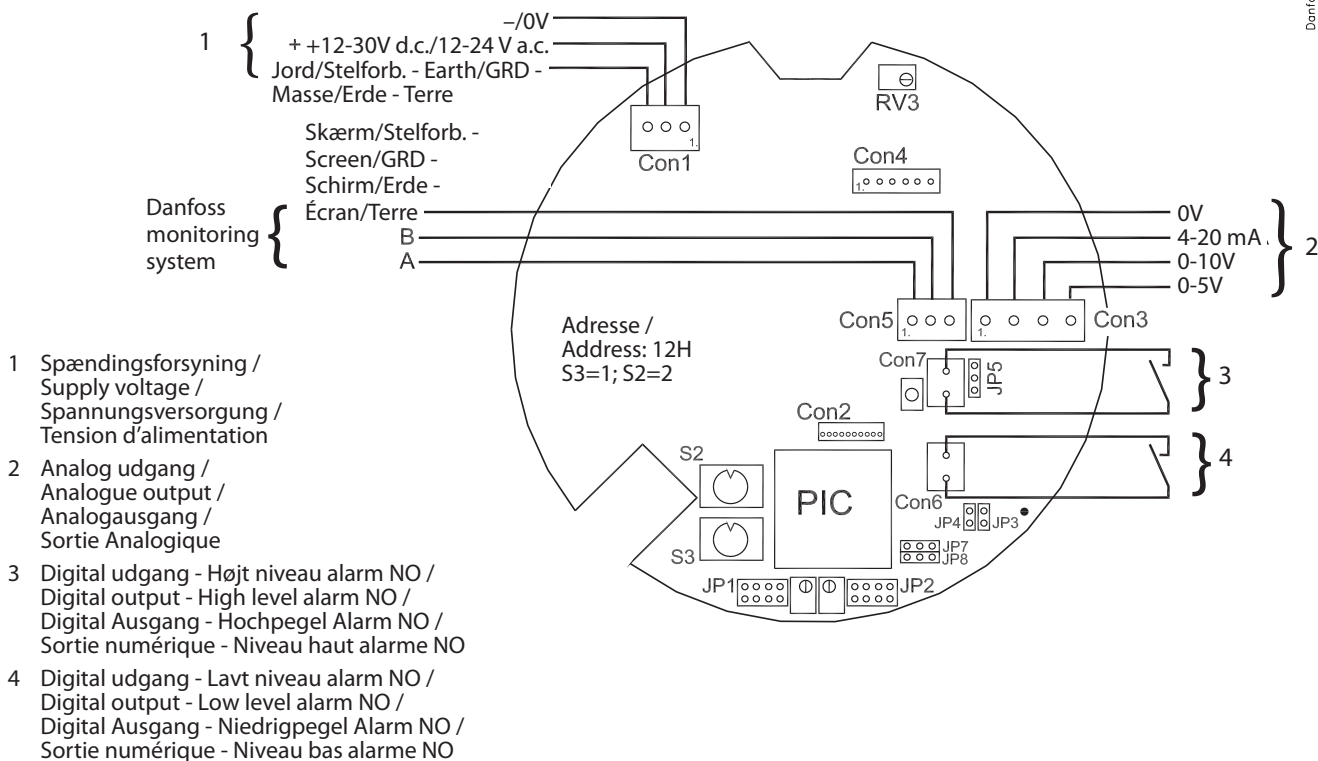 Danfo
1
–/0V
+ +12-30V d.c./12-24 V a.c.
Jord/Stelforb. - Earth/GRD -
Masse/Erde - Terre
Skærm/Stelforb. -
Screen/GRD -
Schirm/Erde -
Écran/Terre
Danfoss
monitoring
system
B
A
RV3
1.
Con1
Con4
1.
0V
4-20 mA
0-10V
0-5V
2
Con5
1.
1.
Con3
Adresse /
Address: 12H
S3=1; S2=2
Con7
JP5
3
Con2
4
S2
PIC
Con6
JP4
JP3
S3
JP7
JP8
JP1
JP2
1 Spændingsforsyning /
Supply voltage /
Spannungsversorgung /
Tension d'alimentation
2 Analog udgang /
Analogue output /
Analogausgang /
Sortie Analogique
3 Digital udgang - Højt niveau alarm NO /
Digital output - High level alarm NO /
Digital Ausgang - Hochpegel Alarm NO /
Sortie numérique - Niveau haut alarme NO
4 Digital udgang - Lavt niveau alarm NO /
Digital output - Low level alarm NO /
Digital Ausgang - Niedrigpegel Alarm NO /
Sortie numérique - Niveau bas alarme NO